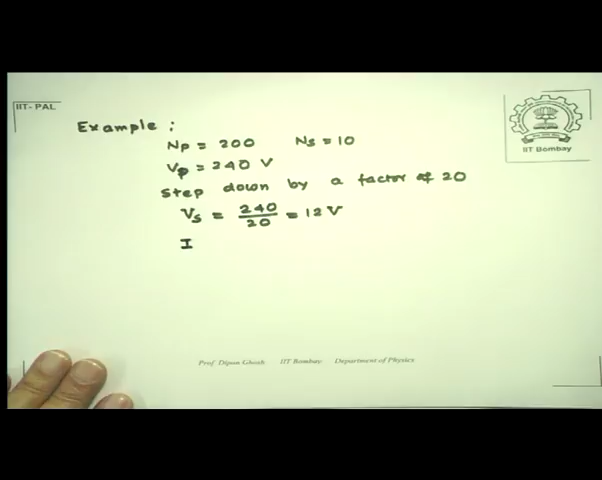 IIT- PAL
IIT Bombay
Example :
Np = 200 Ns = 10
Vp = 240 V
Step down by a factor of 20
Vs = 240/20 = 12 V
I
Prof Dipan Ghosh IIT Bombay Department of Physics